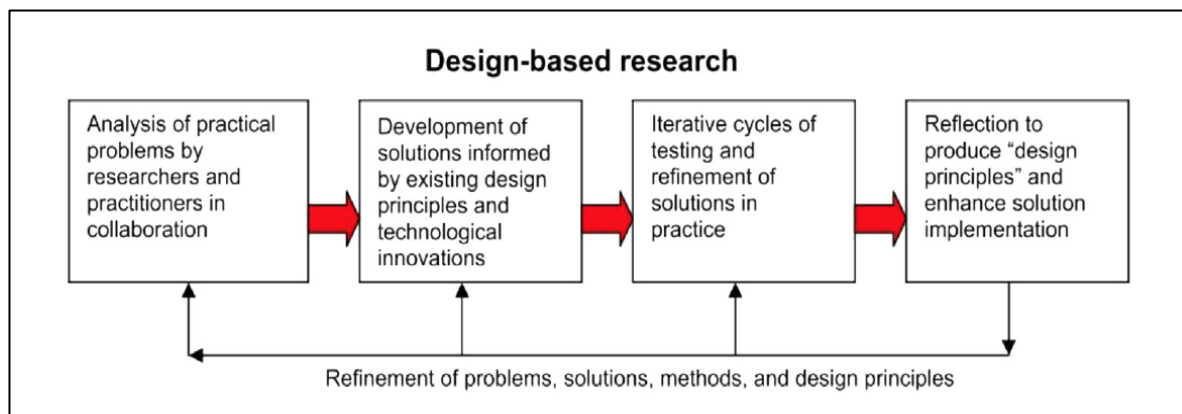 Design-based research
Analysis of practical
problems by
researchers and
practitioners in
collaboration
Development of
solutions informed
by existing design
principles and
technological
innovations
Iterative cycles of
testing and
refinement of
solutions in
practice
Reflection to
produce “design
principles” and
enhance solution
implementation
Refinement of problems, solutions, methods, and design principles